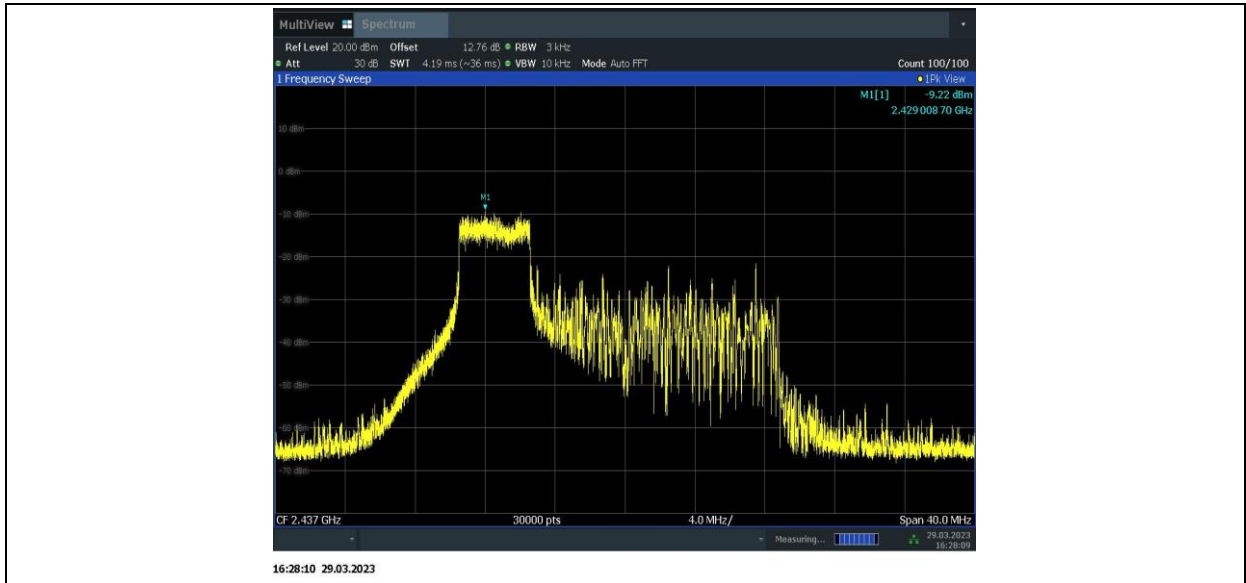 MultiView Spectrum
Ref Level 20.00 dBm Offset 12.76 dB RBW 3 kHz
Att 30 dB SWT 4.19 ms (~36 ms) VBW 10 kHz Mode Auto FFT Count 100/100
1 Frequency Sweep 1Pk View
M1[1] -9.22 dBm
2.429 008 70 GHz
10 dBm
0 dBm
M1
-10 dBm
-20 dBm
-30 dBm
-40 dBm
-50 dBm
-60 dBm
-70 dBm
CF 2.437 GHz 30000 pts 4.0 MHz/ Span 40.0 MHz
Measuring... 29.03.2023
16:28:09
16:28:10 29.03.2023